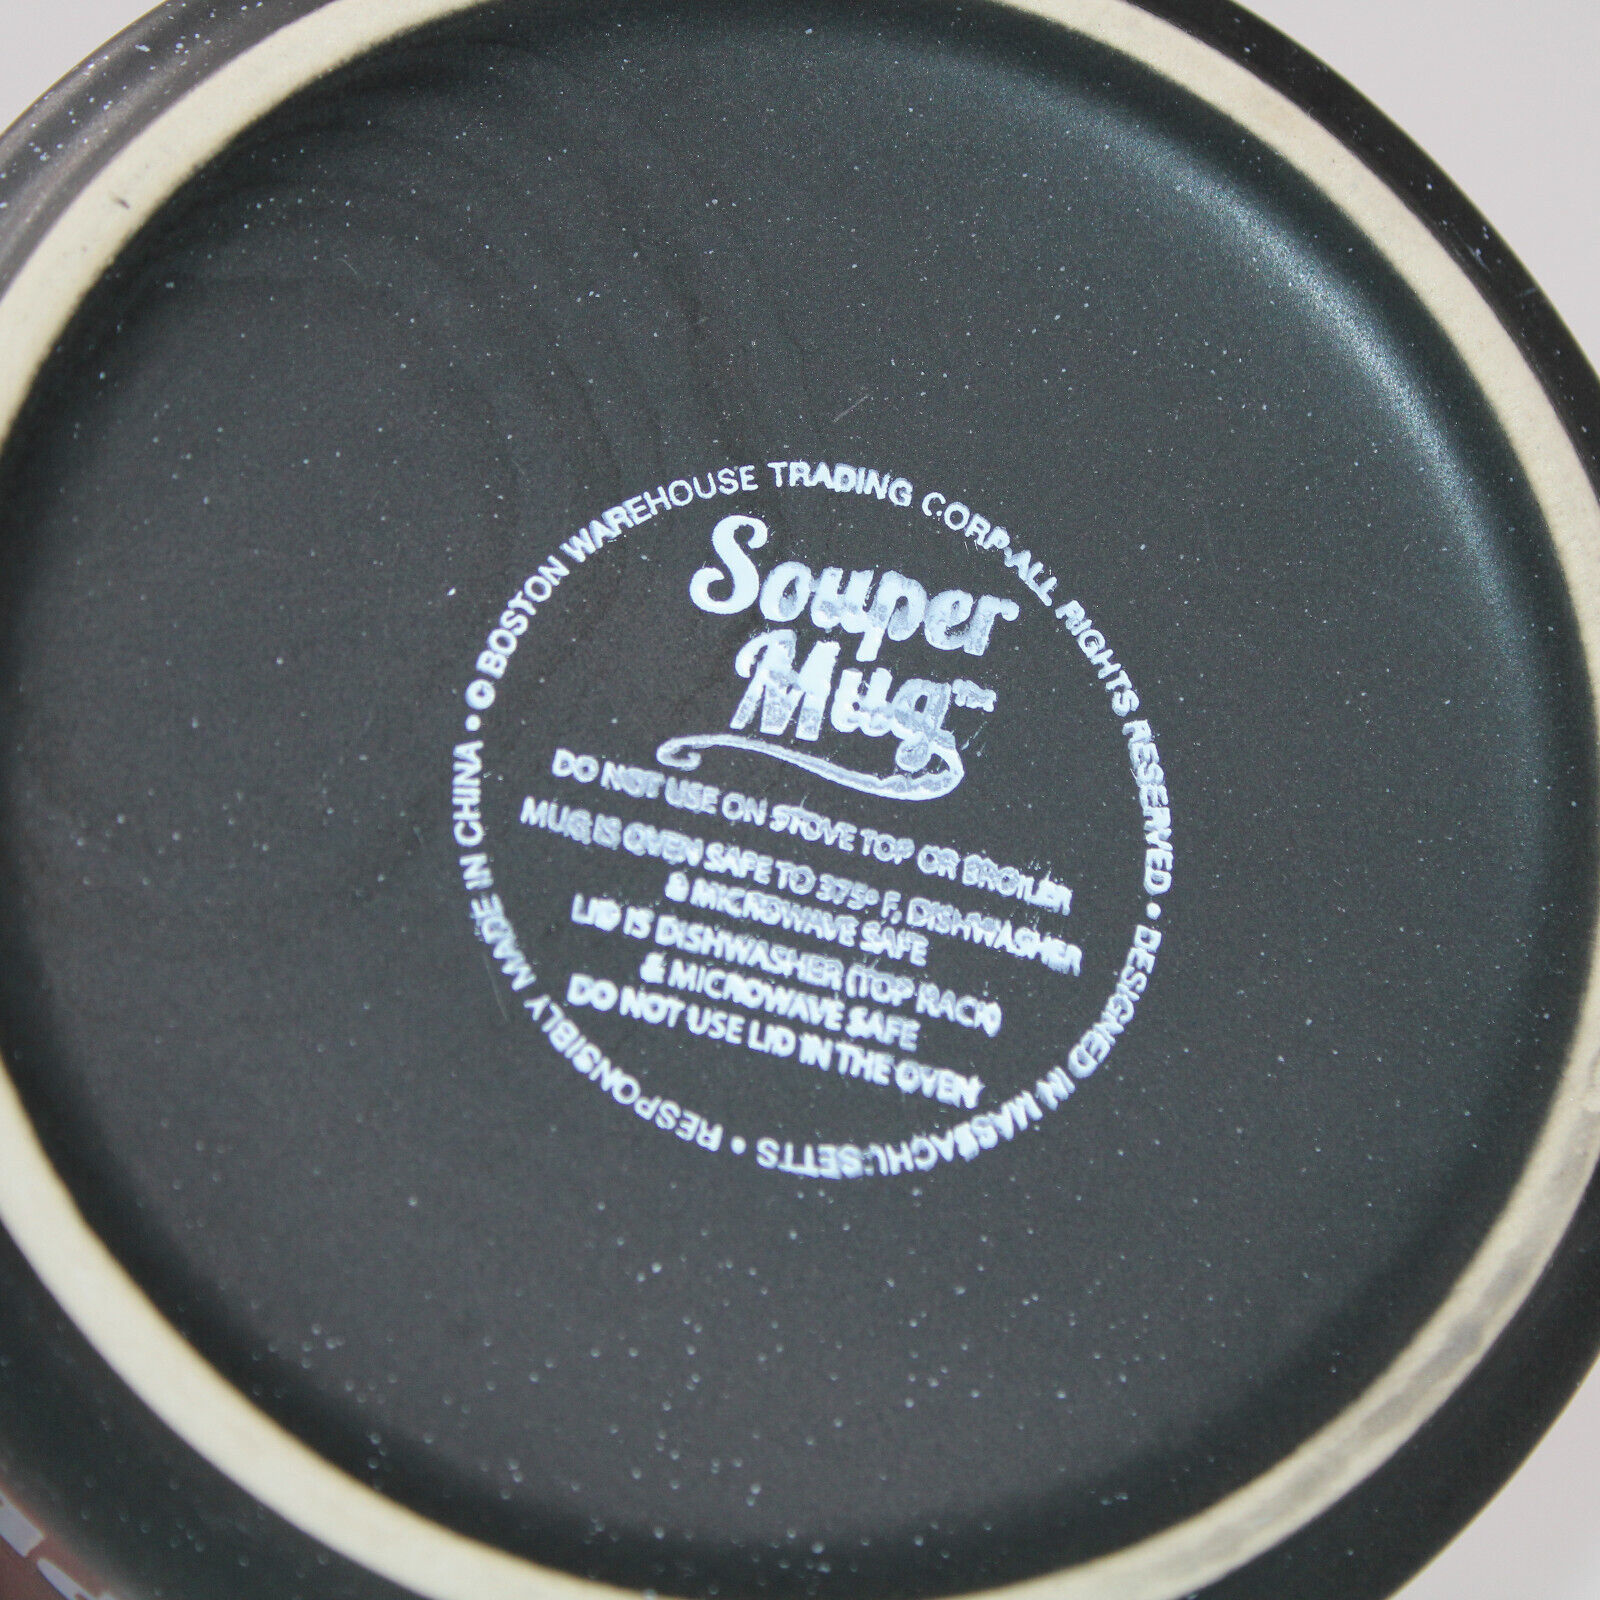 © BOSTON WAREHOUSE TRADING CORP•ALL RIGHTS RESERVED • DESIGNED IN MASSACHUSETTS • RESPONSIBLY MADE IN CHINA •
Souper
Mug™
DO NOT USE ON STOVE TOP OR BROILER
MUG IS OVEN SAFE TO 375° F, DISHWASHER
& MICROWAVE SAFE
LID IS DISHWASHER (TOP RACK)
& MICROWAVE SAFE
DO NOT USE LID IN THE OVEN